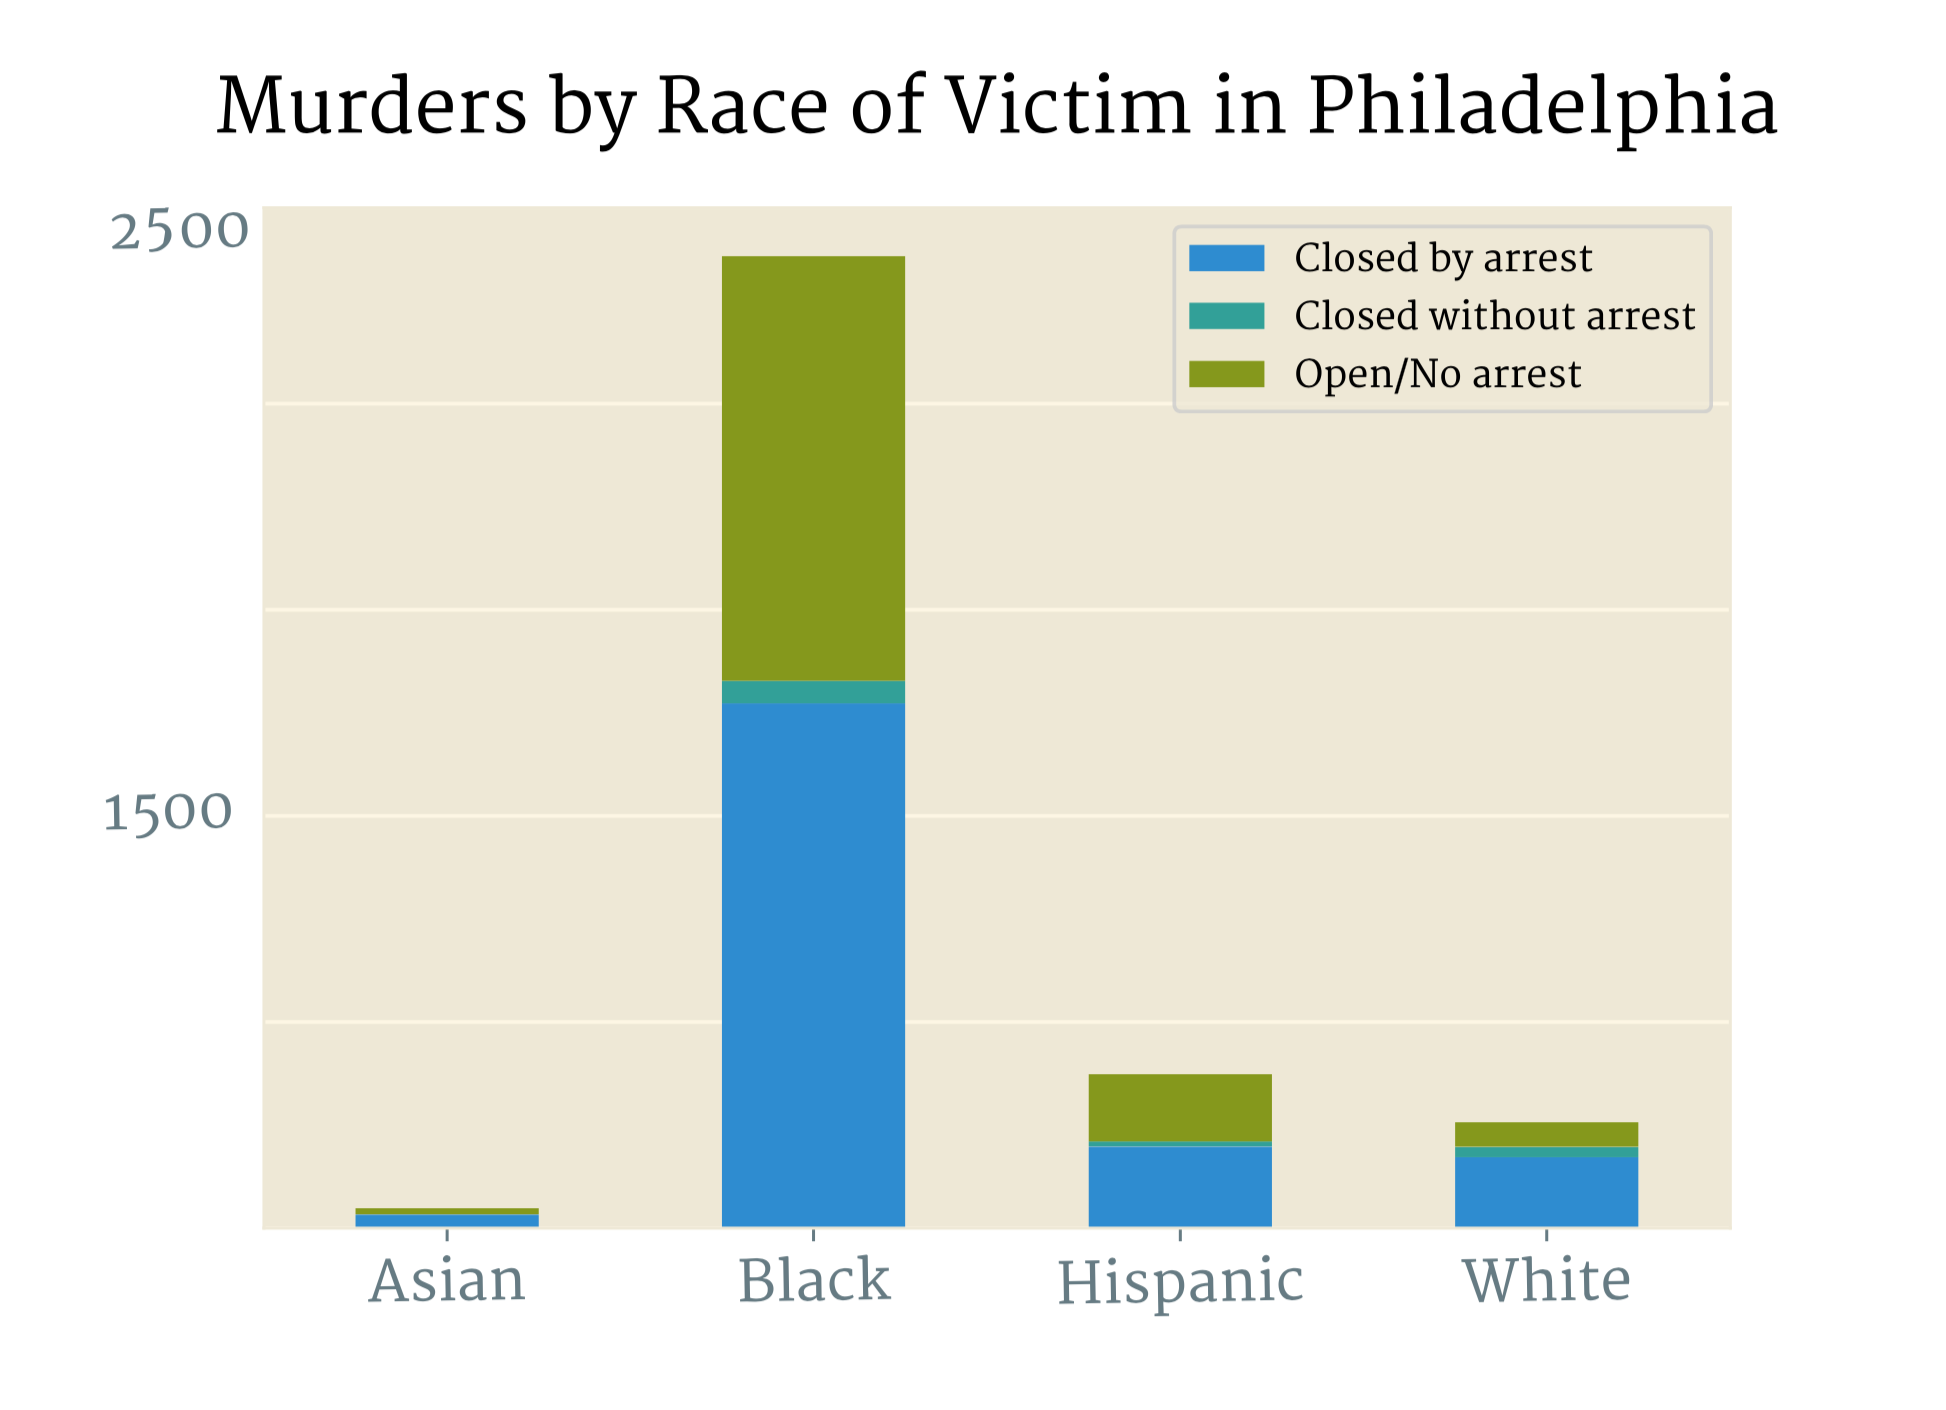 Murders by Race of Victim in Philadelphia
2500
Closed by arrest
Closed without arrest
Open/No arrest
1500
Asian
Black
Hispanic
White